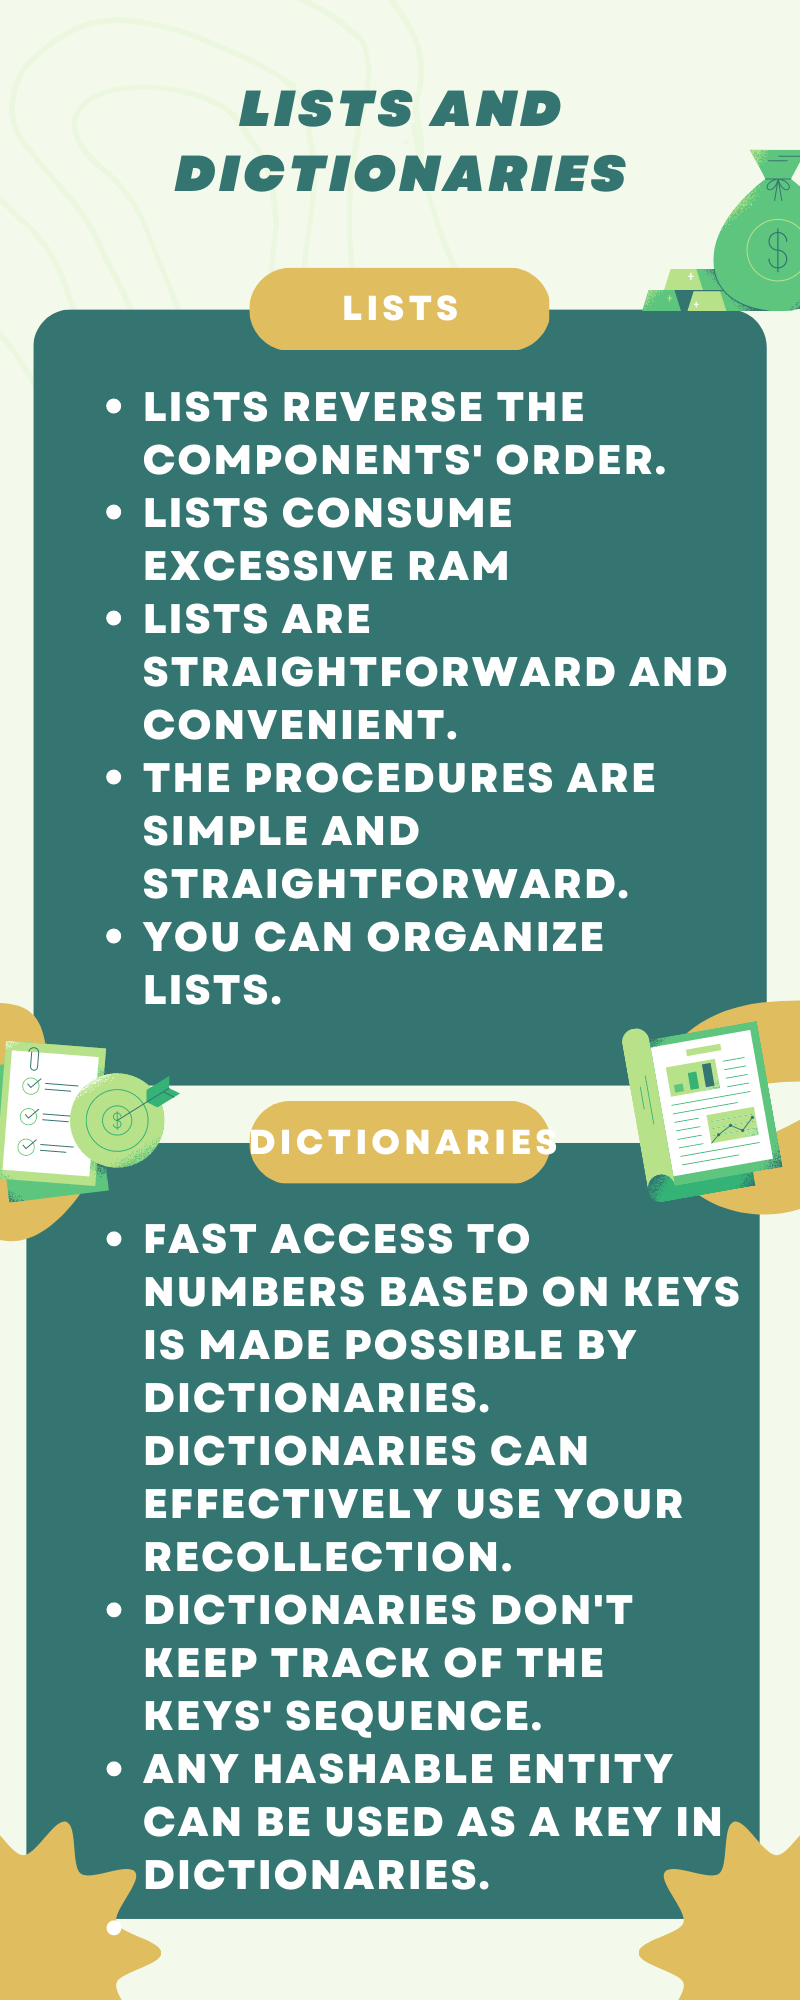 LISTS AND
DICTIONARIES
LISTS
• LISTS REVERSE THE
COMPONENTS' ORDER.
• LISTS CONSUME
EXCESSIVE RAM
• LISTS ARE
STRAIGHTFORWARD AND
CONVENIENT.
• THE PROCEDURES ARE
SIMPLE AND
STRAIGHTFORWARD.
• YOU CAN ORGANIZE
LISTS.
DICTIONARIES
• FAST ACCESS TO
NUMBERS BASED ON KEYS
IS MADE POSSIBLE BY
DICTIONARIES.
DICTIONARIES CAN
EFFECTIVELY USE YOUR
RECOLLECTION.
• DICTIONARIES DON'T
KEEP TRACK OF THE
KEYS' SEQUENCE.
• ANY HASHABLE ENTITY
CAN BE USED AS A KEY IN
DICTIONARIES.